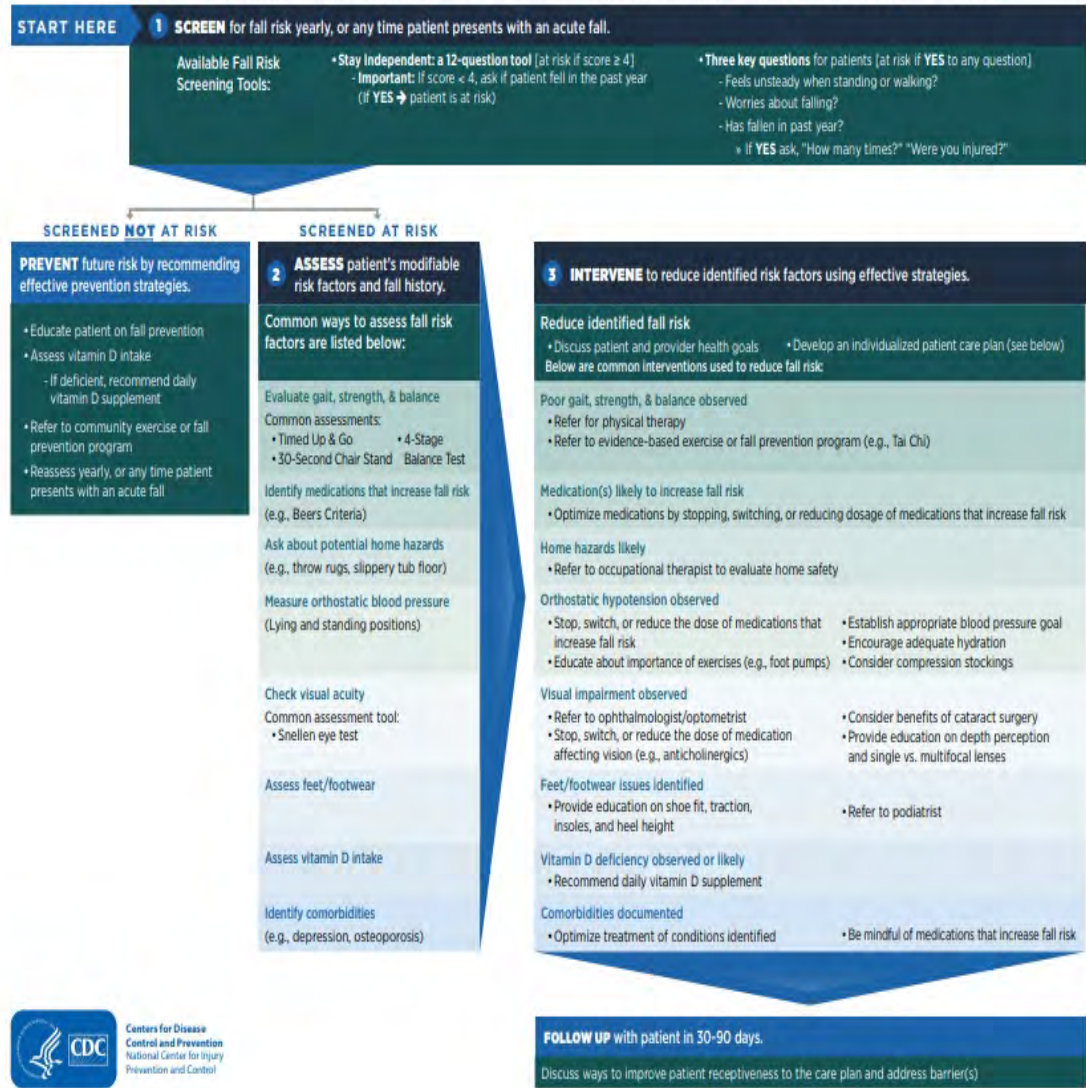 START HERE
1 SCREEN for fall risk yearly, or any time patient presents with an acute fall.
Available Fall Risk
Screening Tools:
• Stay Independent: a 12-question tool [at risk if score ≥ 4]
- Important: If score < 4, ask if patient fell in the past year
(If YES ➔ patient is at risk)
• Three key questions for patients [at risk if YES to any question]
- Feels unsteady when standing or walking?
- Worries about falling?
- Has fallen in past year?
» If YES ask, "How many times?" "Were you injured?"
SCREENED NOT AT RISK
PREVENT future risk by recommending
effective prevention strategies.
• Educate patient on fall prevention
• Assess vitamin D intake
- If deficient, recommend daily
vitamin D supplement
• Refer to community exercise or fall
prevention program
• Reassess yearly, or any time patient
presents with an acute fall
SCREENED AT RISK
2 ASSESS patient's modifiable
risk factors and fall history.
Common ways to assess fall risk
factors are listed below:
Evaluate gait, strength, & balance
Common assessments:
• Timed Up & Go • 4-Stage
• 30-Second Chair Stand Balance Test
Identify medications that increase fall risk
(e.g., Beers Criteria)
Ask about potential home hazards
(e.g., throw rugs, slippery tub floor)
Measure orthostatic blood pressure
(Lying and standing positions)
Check visual acuity
Common assessment tool:
• Snellen eye test
Assess feet/footwear
Assess vitamin D intake
Identify comorbidities
(e.g., depression, osteoporosis)
3 INTERVENE to reduce identified risk factors using effective strategies.
Reduce identified fall risk
• Discuss patient and provider health goals • Develop an individualized patient care plan (see below)
Below are common interventions used to reduce fall risk:
Poor gait, strength, & balance observed
• Refer for physical therapy
• Refer to evidence-based exercise or fall prevention program (e.g., Tai Chi)
Medication(s) likely to increase fall risk
• Optimize medications by stopping, switching, or reducing dosage of medications that increase fall risk
Home hazards likely
• Refer to occupational therapist to evaluate home safety
Orthostatic hypotension observed
• Stop, switch, or reduce the dose of medications that
increase fall risk
• Educate about importance of exercises (e.g., foot pumps)
• Establish appropriate blood pressure goal
• Encourage adequate hydration
• Consider compression stockings
Visual impairment observed
• Refer to ophthalmologist/optometrist
• Stop, switch, or reduce the dose of medication
affecting vision (e.g., anticholinergics)
• Consider benefits of cataract surgery
• Provide education on depth perception
and single vs. multifocal lenses
Feet/footwear issues identified
• Provide education on shoe fit, traction,
insoles, and heel height
• Refer to podiatrist
Vitamin D deficiency observed or likely
• Recommend daily vitamin D supplement
Comorbidities documented
• Optimize treatment of conditions identified
• Be mindful of medications that increase fall risk
FOLLOW UP with patient in 30-90 days.
Discuss ways to improve patient receptiveness to the care plan and address barrier(s)
CDC
Centers for Disease
Control and Prevention
National Center for Injury
Prevention and Control